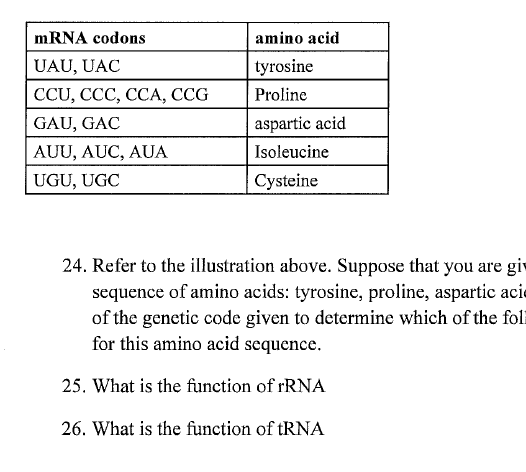 mRNA codons amino acid
UAU, UAC tyrosine
CCU, CCC, CCA, CCG Proline
GAU, GAC aspartic acid
AUU, AUC, AUA Isoleucine
UGU, UGC Cysteine
24. Refer to the illustration above. Suppose that you are
sequence of amino acids: tyrosine, proline, aspartic
of the genetic code given to determine which of the
for this amino acid sequence.
25. What is the function of rRNA
26. What is the function of tRNA